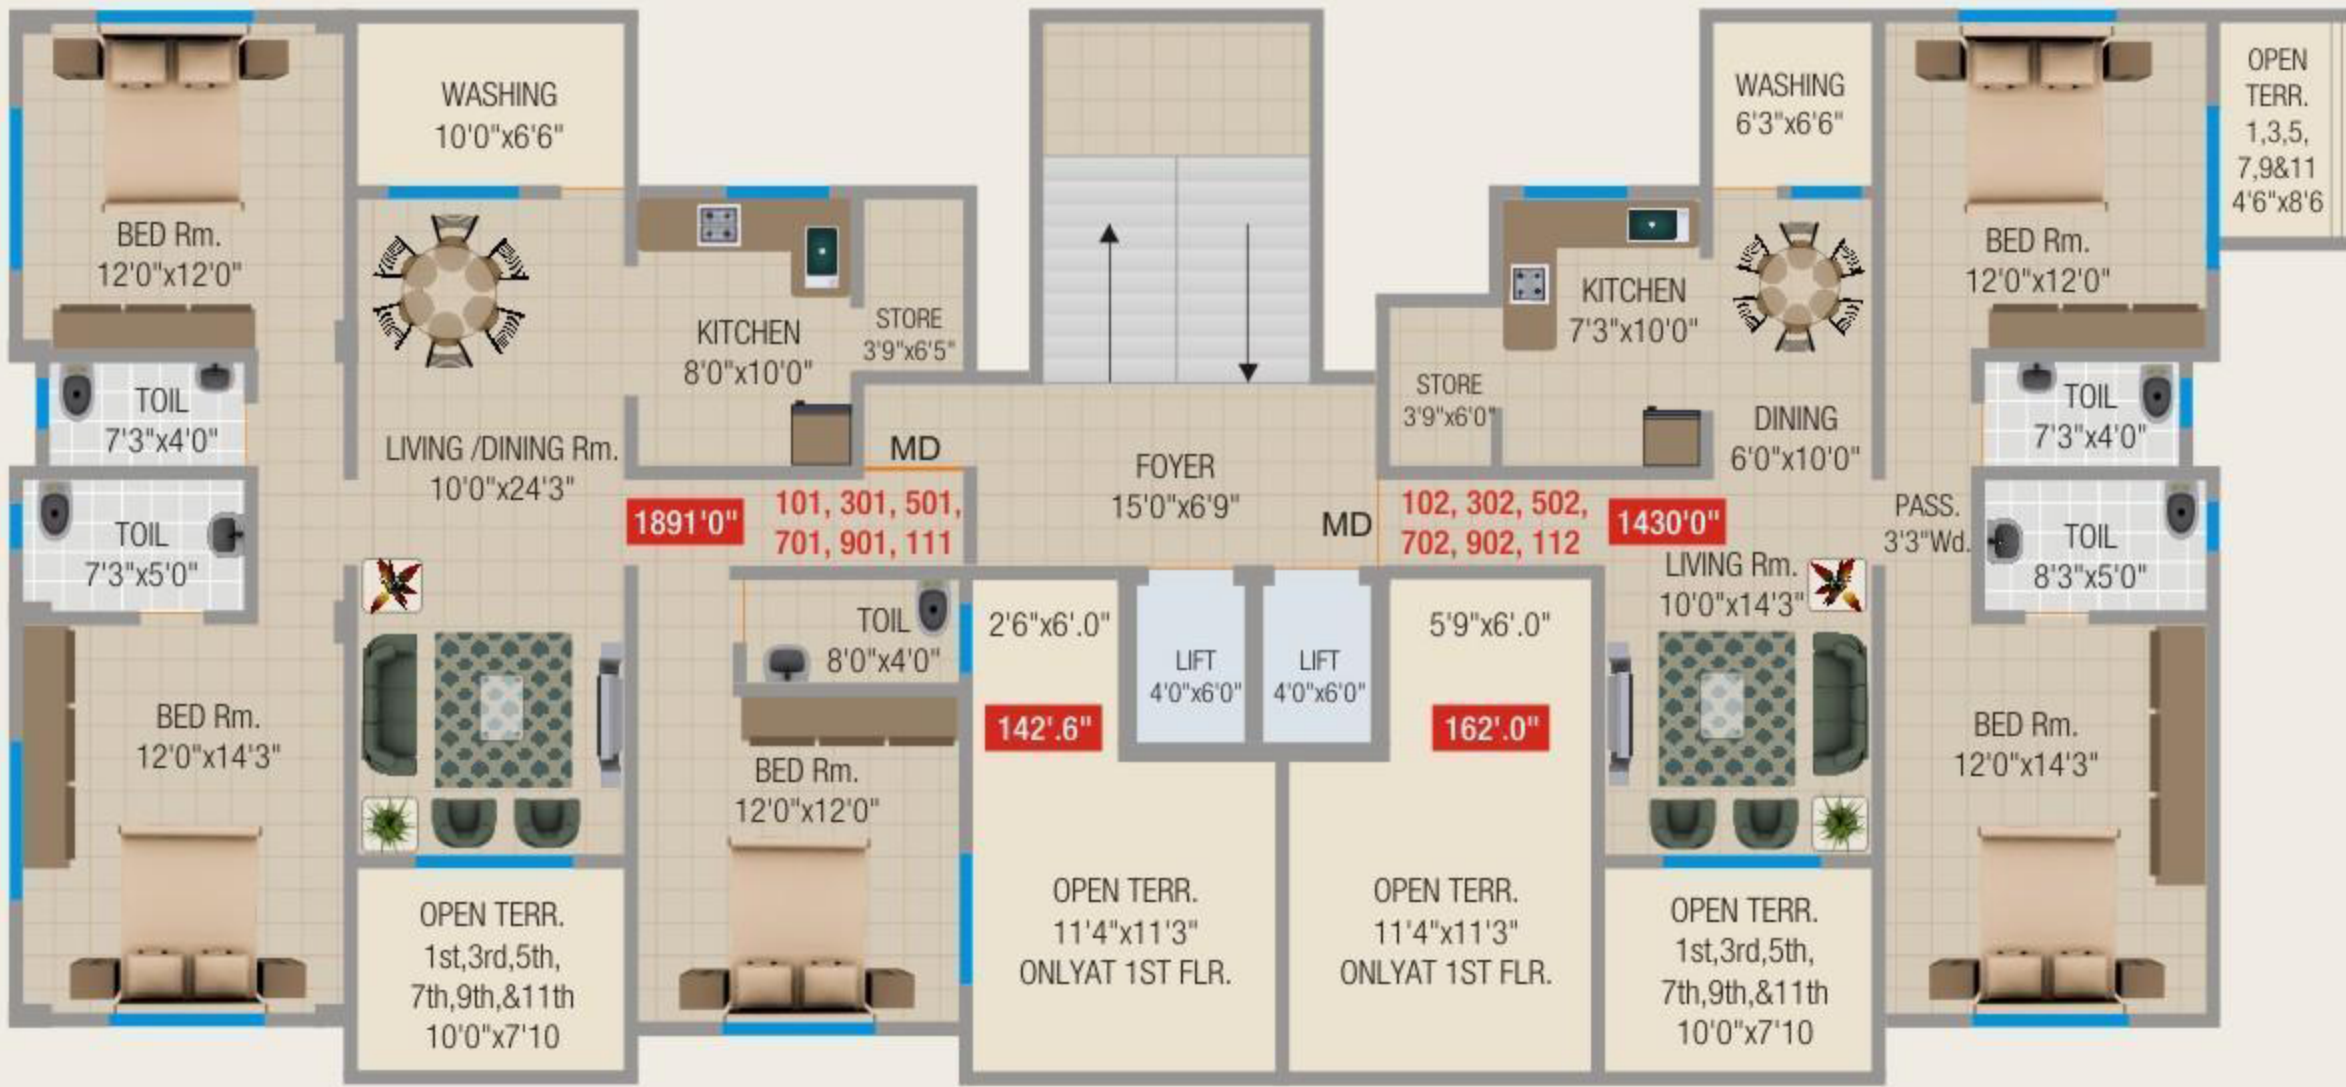 WASHING
10'0"x6'6"
BED Rm.
12'0"x12'0"
KITCHEN
8'0"x10'0"
STORE
3'9"x6'5"
TOIL
7'3"x4'0"
LIVING /DINING Rm.
10'0"x24'3"
TOIL
7'3"x5'0"
MD
1891'0"
101, 301, 501,
701, 901, 111
BED Rm.
12'0"x14'3"
TOIL
8'0"x4'0"
BED Rm.
12'0"x12'0"
OPEN TERR.
1st,3rd,5th,
7th,9th,&11th
10'0"x7'10
FOYER
15'0"x6'9"
MD
2'6"x6'.0"
142'.6"
LIFT
4'0"x6'0"
LIFT
4'0"x6'0"
5'9"x6'.0"
162'.0"
OPEN TERR.
11'4"x11'3"
ONLYAT 1ST FLR.
OPEN TERR.
11'4"x11'3"
ONLYAT 1ST FLR.
WASHING
6'3"x6'6"
KITCHEN
7'3"x10'0"
STORE
3'9"x6'0"
DINING
6'0"x10'0"
102, 302, 502,
702, 902, 112
1430'0"
LIVING Rm.
10'0"x14'3"
OPEN TERR.
1st,3rd,5th,
7th,9th,&11th
10'0"x7'10
BED Rm.
12'0"x12'0"
OPEN
TERR.
1,3,5,
7,9&11
4'6"x8'6
TOIL
7'3"x4'0"
PASS.
3'3"Wd.
TOIL
8'3"x5'0"
BED Rm.
12'0"x14'3"